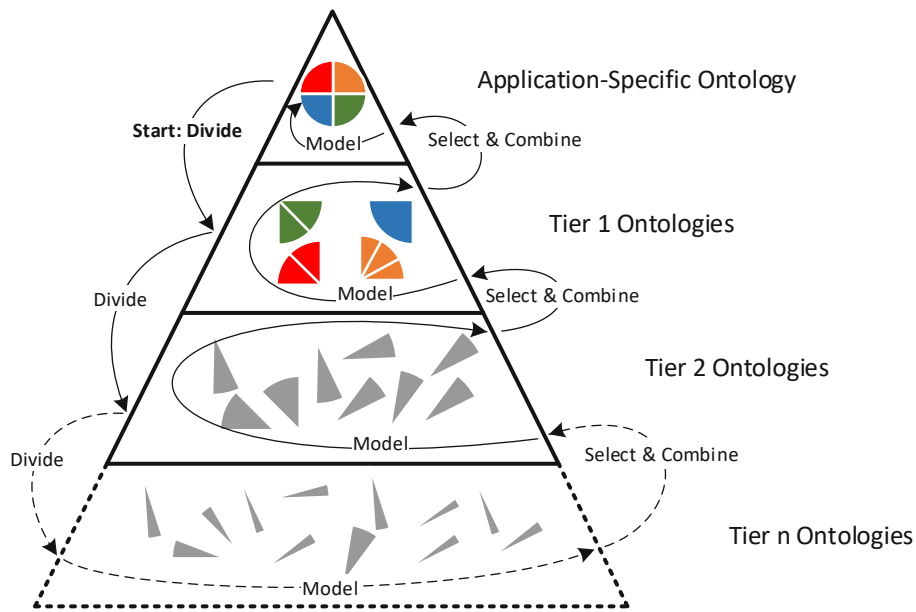 Application-Specific Ontology
Start: Divide
Model
Select & Combine
Tier 1 Ontologies
Divide
Model
Select & Combine
Tier 2 Ontologies
Model
Divide
Select & Combine
Tier n Ontologies
Model